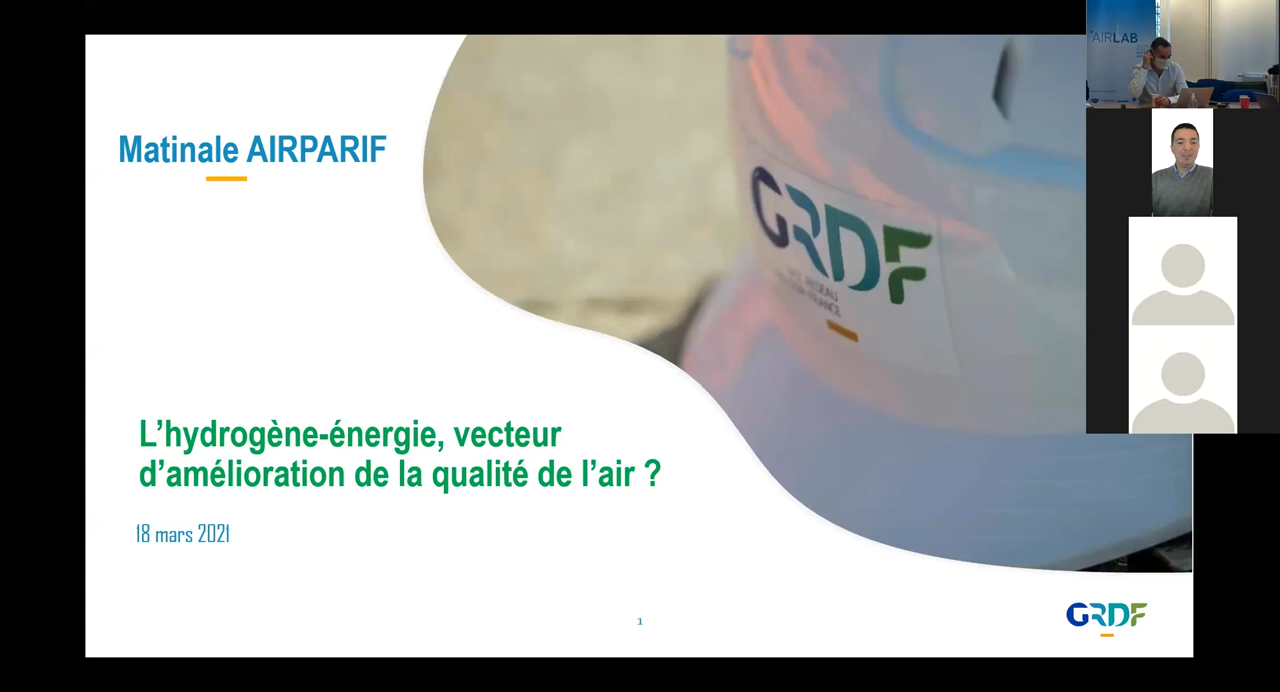 Matinale AIRPARIF
AIRLAB
GRDF
L'hydrogène-énergie, vecteur
d'amélioration de la qualité de l'air ?
18 mars 2021
1
GRDF